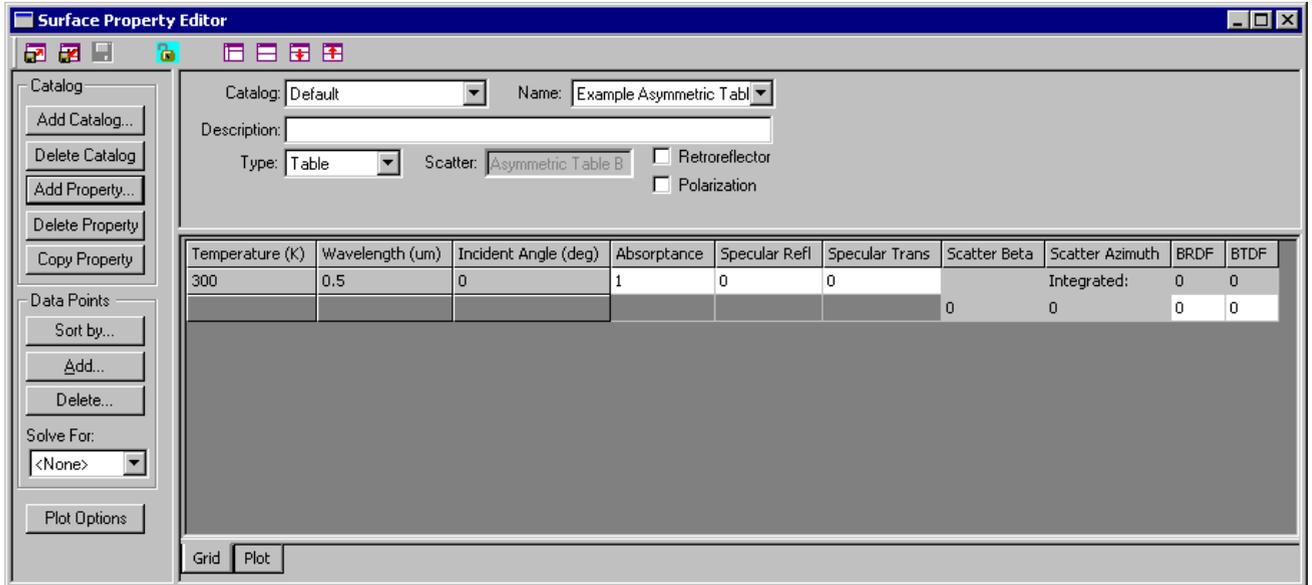 Surface Property Editor
Catalog
Add Catalog...
Delete Catalog
Add Property...
Delete Property
Copy Property
Data Points
Sort by...
Add...
Delete...
Solve For:
<None>
Plot Options
Catalog: Default Name: Example Asymmetric Tabl
Description:
Type: Table Scatter: Asymmetric Table B Retroreflector
Polarization
Temperature (K) Wavelength (um) Incident Angle (deg) Absorptance Specular Refl Specular Trans Scatter Beta Scatter Azimuth BRDF BTDF
300 0.5 0 1 0 0 Integrated: 0 0
0 0 0 0
Grid Plot